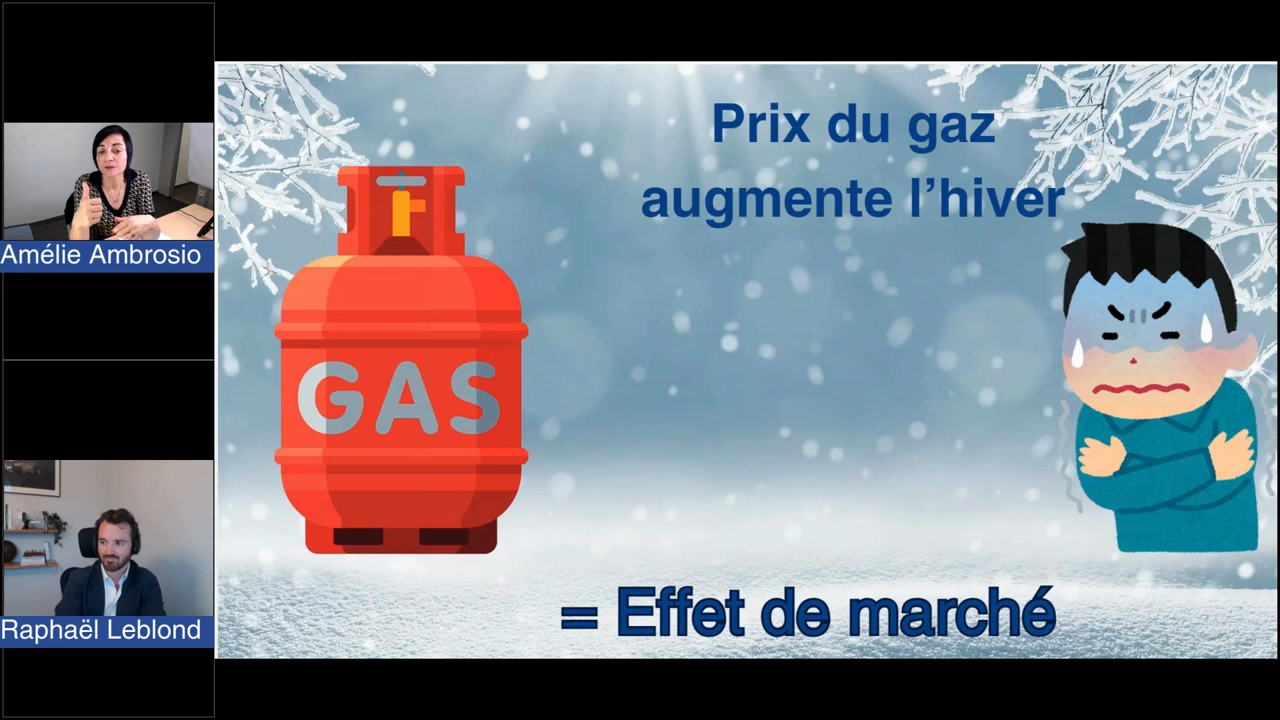 Prix du gaz
augmente l’hiver
GAS
Amélie Ambrosio
= Effet de marché
Raphaël Leblond